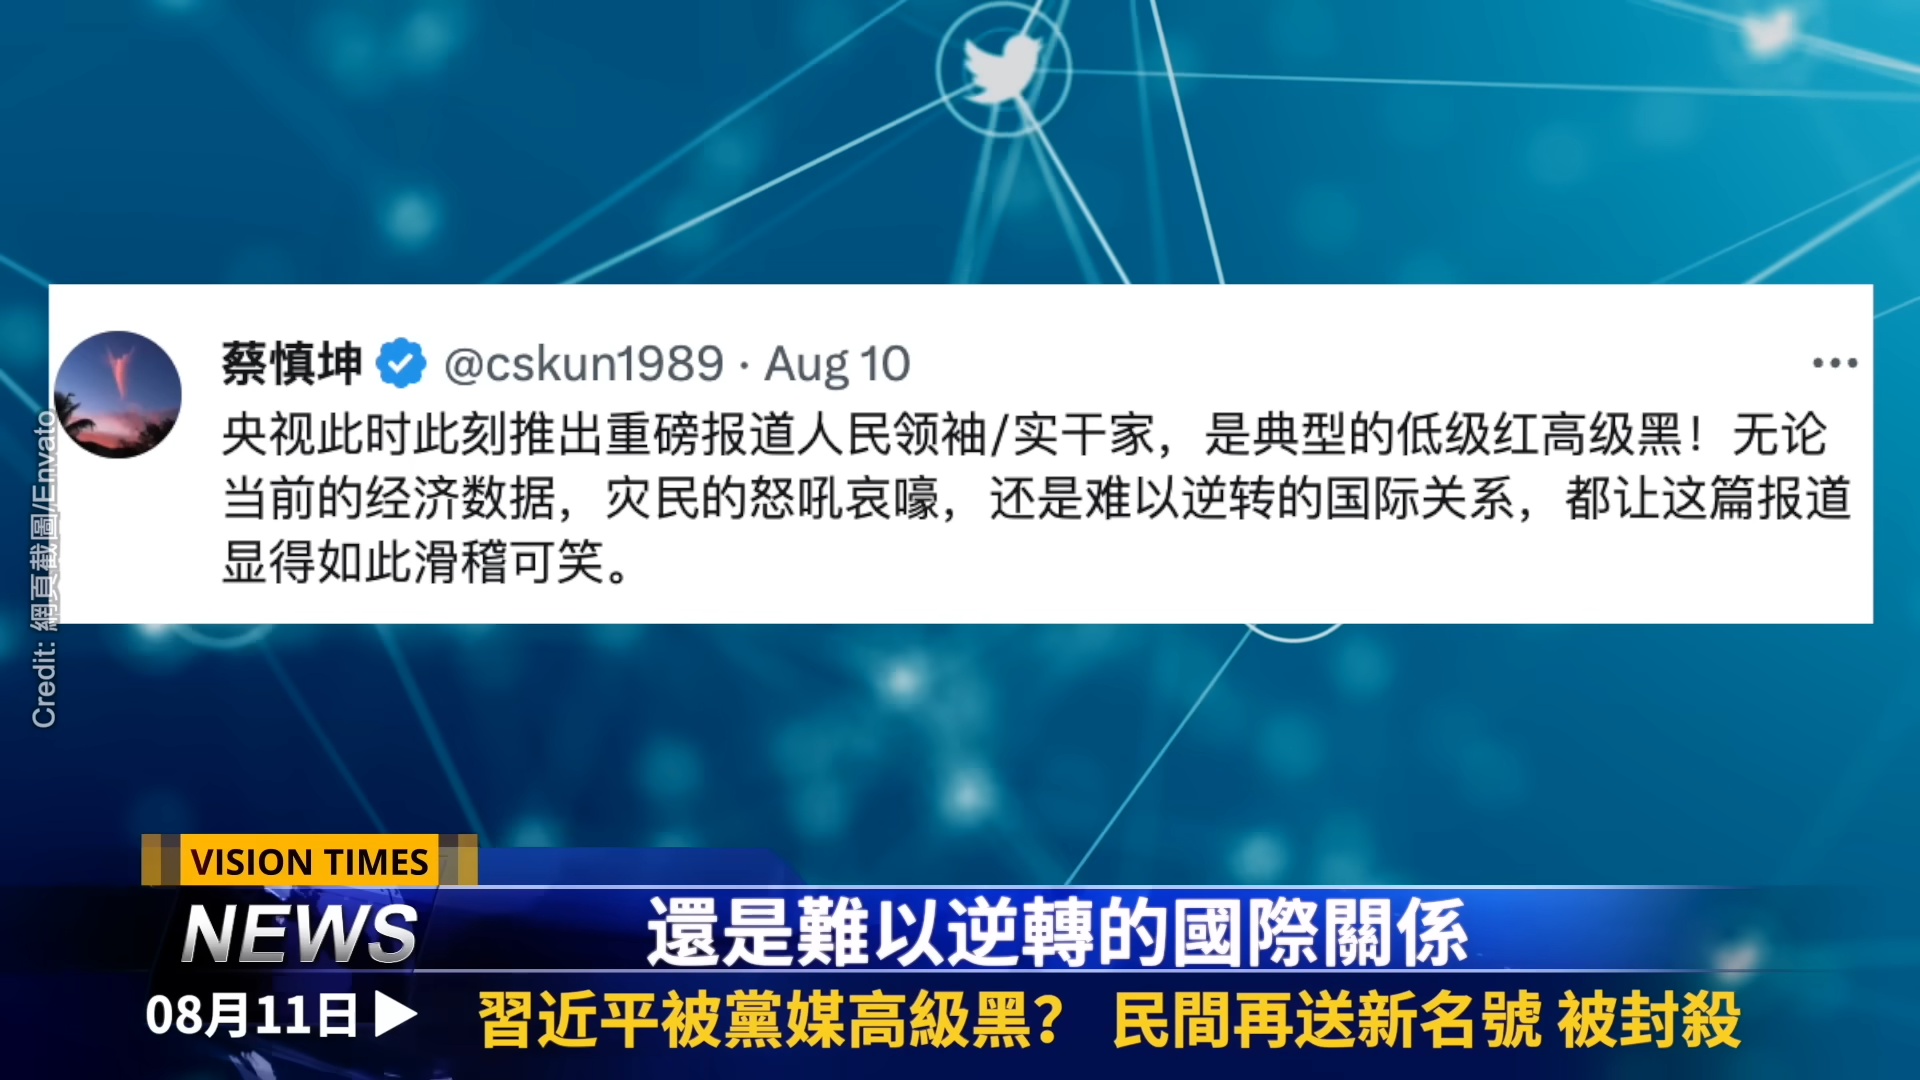 蔡慎坤 @cskun1989 · Aug 10
央视此时此刻推出重磅报道人民领袖/实干家，是典型的低级红高级黑！无论
当前的经济数据，灾民的怒吼哀嚎，还是难以逆转的国际关系，都让这篇报道
显得如此滑稽可笑。
Credit: 網頁截圖/Envato
VISION TIMES
NEWS
還是難以逆轉的國際關係
08月11日
習近平被黨媒高級黑? 民間再送新名號 被封殺